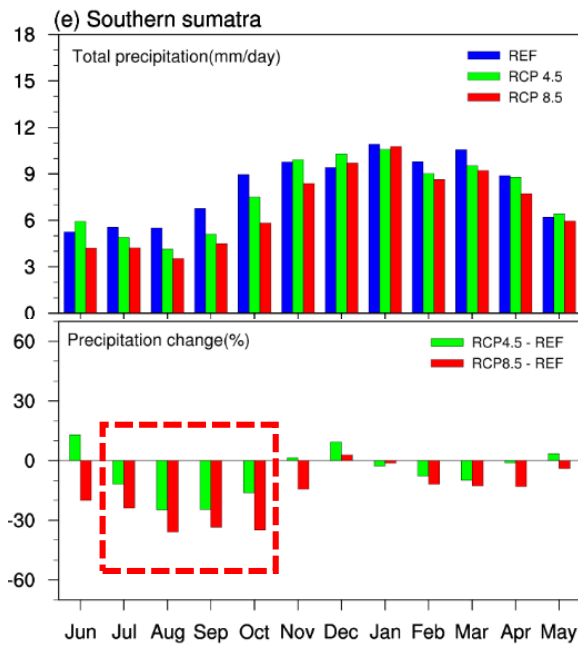 (e) Southern sumatra
18
Total precipitation(mm/day)
REF
RCP 4.5
RCP 8.5
15
12
9
6
3
0
60
Precipitation change(%)
RCP4.5 - REF
RCP8.5 - REF
30
0
-30
-60
Jun Jul Aug Sep Oct Nov Dec Jan Feb Mar Apr May